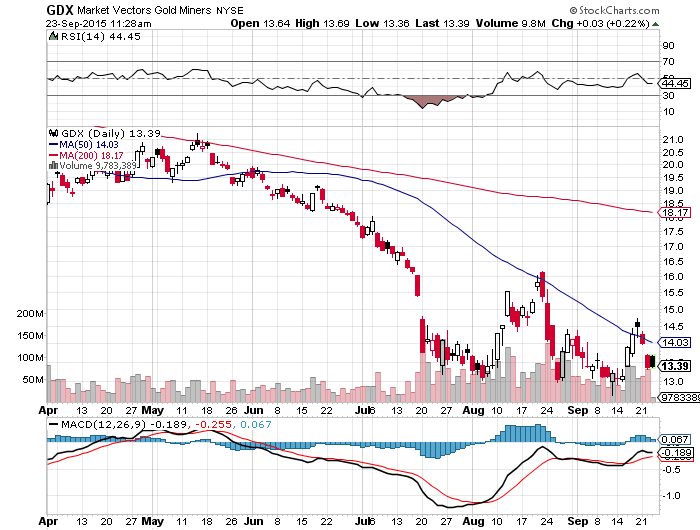 GDX Market Vectors Gold Miners NYSE
© StockCharts.com
23-Sep-2015 11:28am
Open 13.64 High 13.69 Low 13.36 Last 13.39 Volume 9.8M Chg +0.03 (+0.22%)
RSI(14) 44.45
90
70
50
44.45
30
10
GDX (Daily) 13.39
MA(50) 14.03
MA(200) 18.17
Volume 9,783,389
21.0
20.5
20.0
19.5
19.0
18.5
18.17
18.0
17.5
17.0
16.5
16.0
15.5
15.0
14.5
14.03
13.5
13.39
13.0
200M
150M
100M
50M
9783389
Apr 13 20 27 May 11 18 26 Jun 8 15 22 Jul 6 13 20 27 Aug 10 17 24 Sep 8 14 21
MACD(12,26,9) -0.189, -0.255, 0.067
0.067
-0.189
-0.5
-1.0
Apr 13 20 27 May 11 18 26 Jun 8 15 22 Jul 6 13 20 27 Aug 10 17 24 Sep 8 14 21